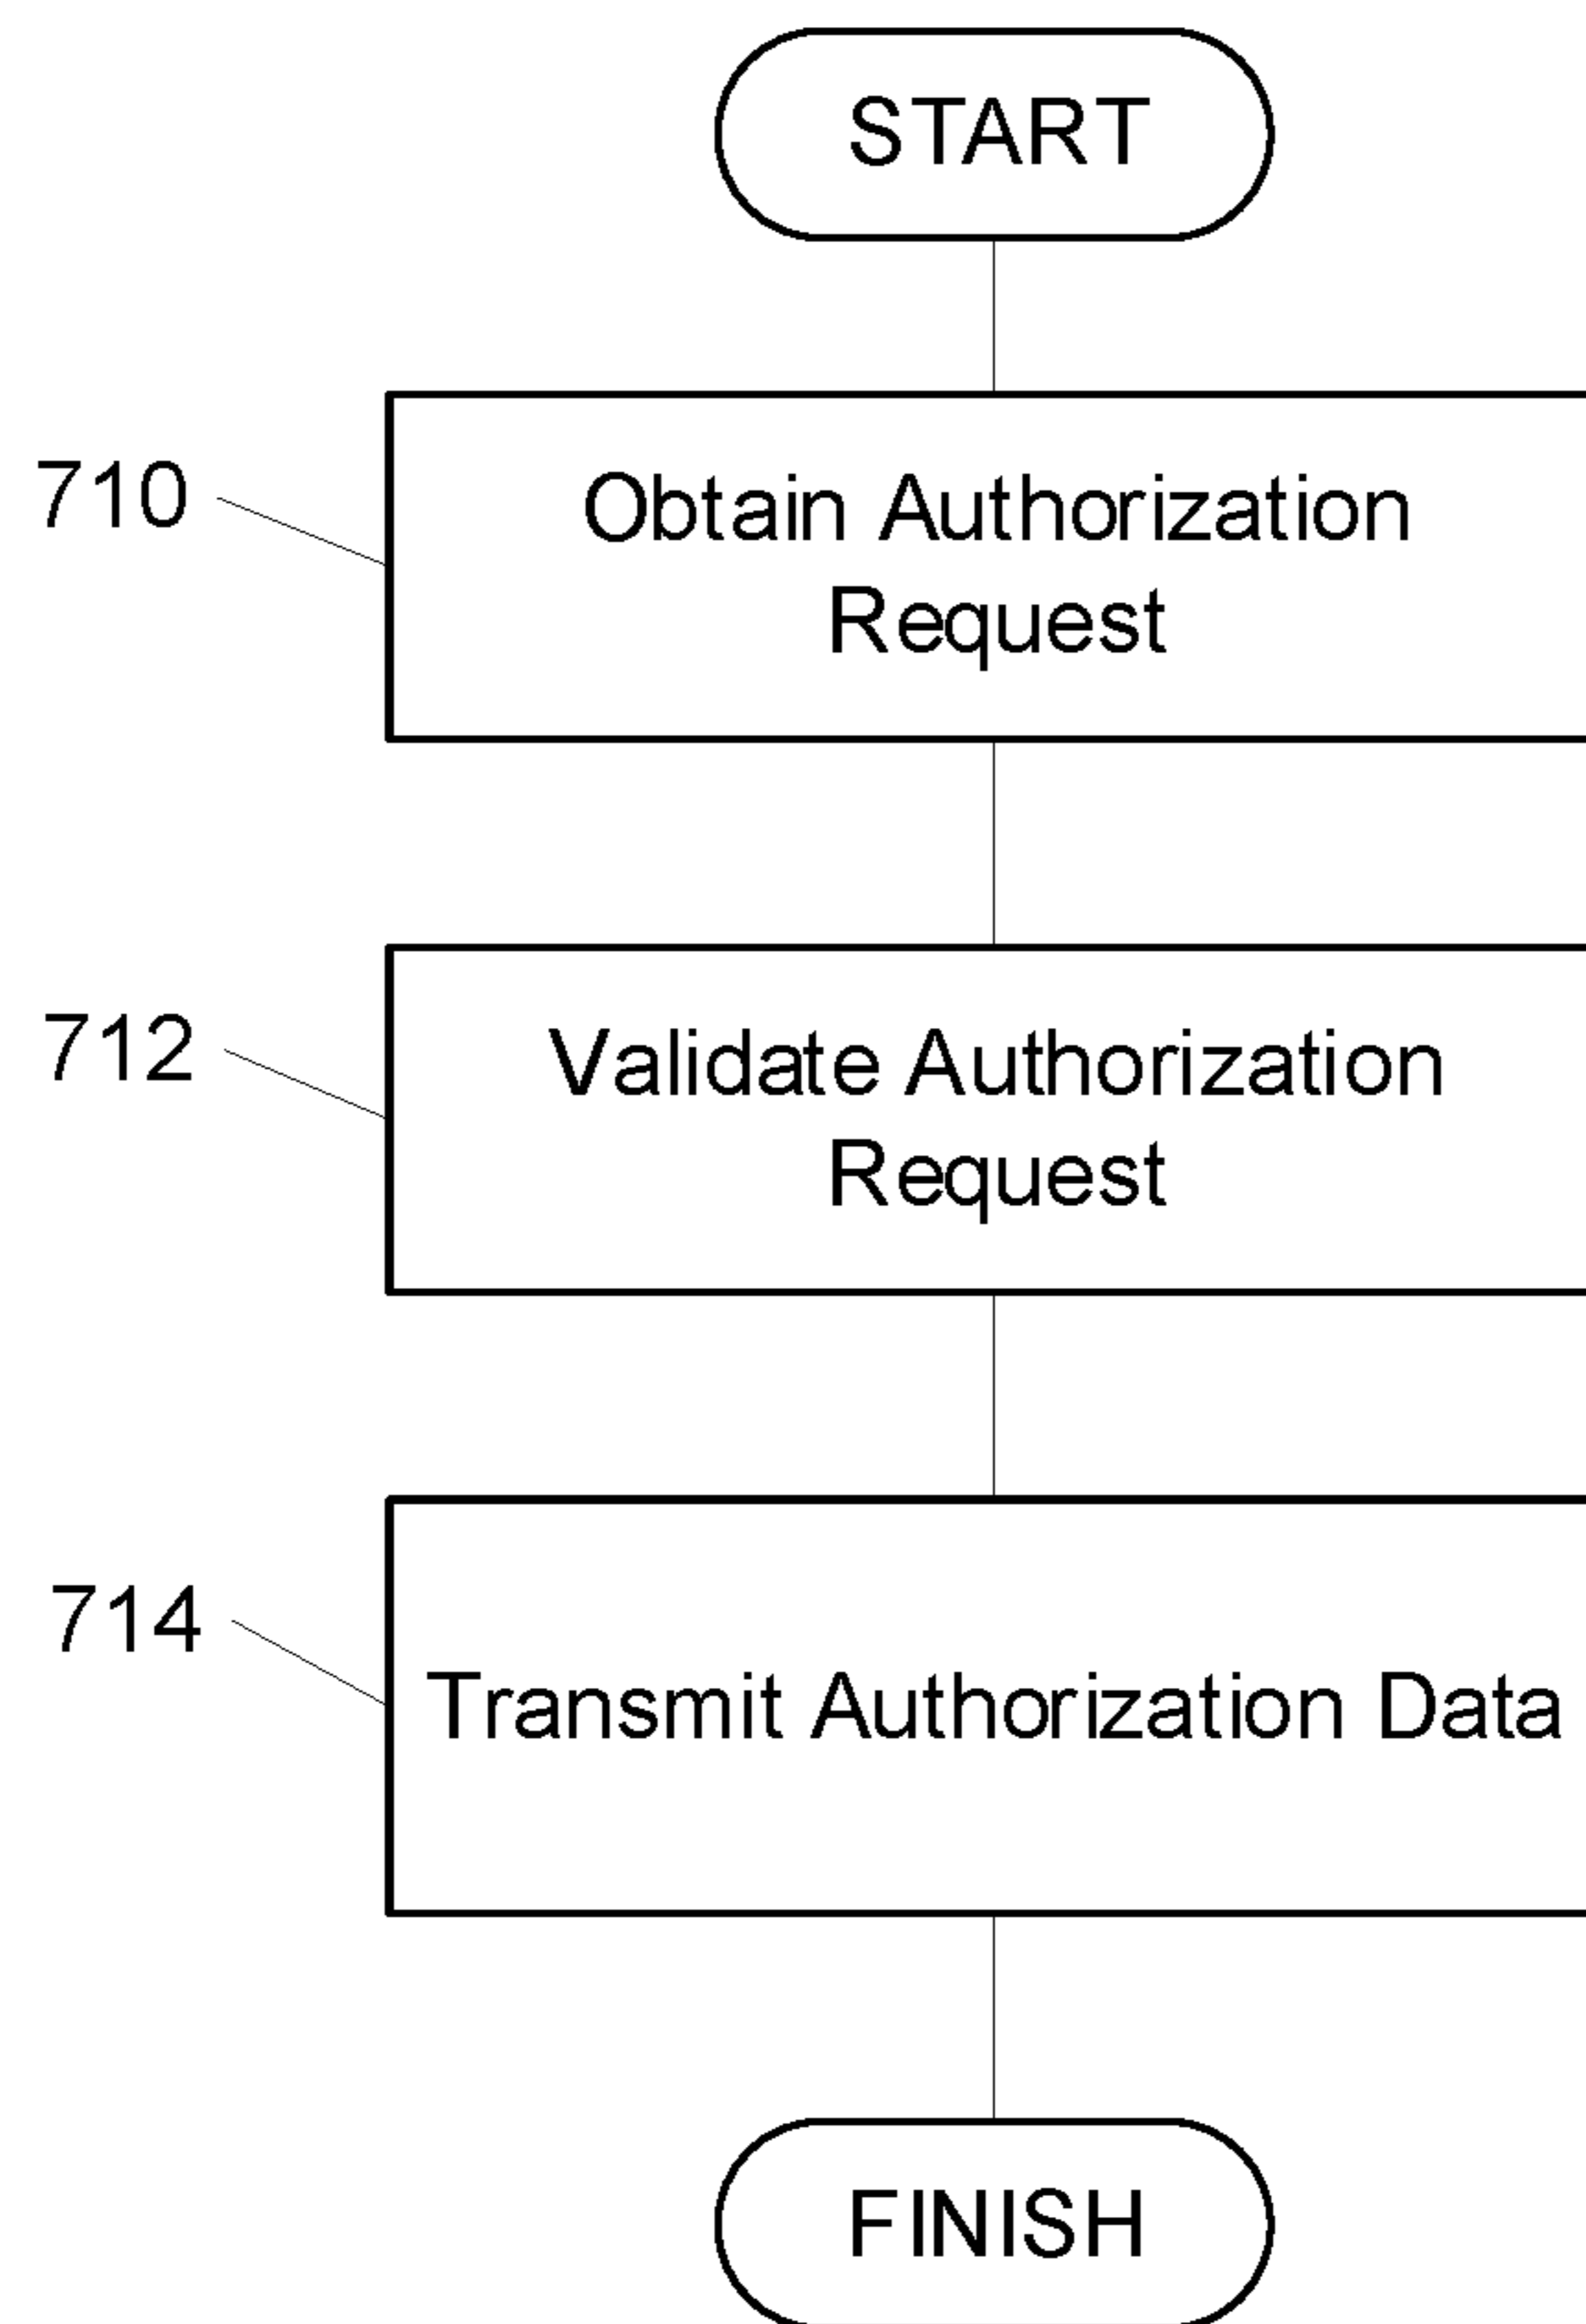 START
710
Obtain Authorization
Request
712
Validate Authorization
Request
714
Transmit Authorization Data
FINISH